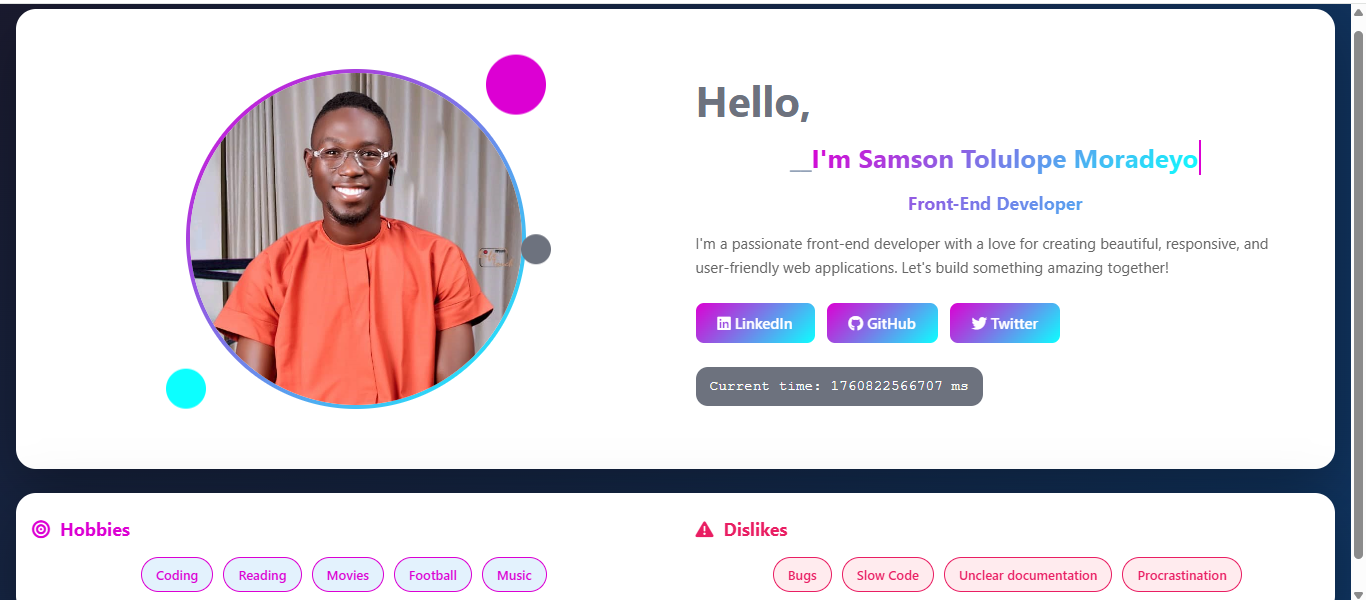 Hello,
__I'm Samson Tolulope Moradeyo
Front-End Developer
I'm a passionate front-end developer with a love for creating beautiful, responsive, and
user-friendly web applications. Let's build something amazing together!
LinkedIn GitHub Twitter
Current time: 1760822566707 ms
Hobbies
Coding Reading Movies Football Music
Dislikes
Bugs Slow Code Unclear documentation Procrastination